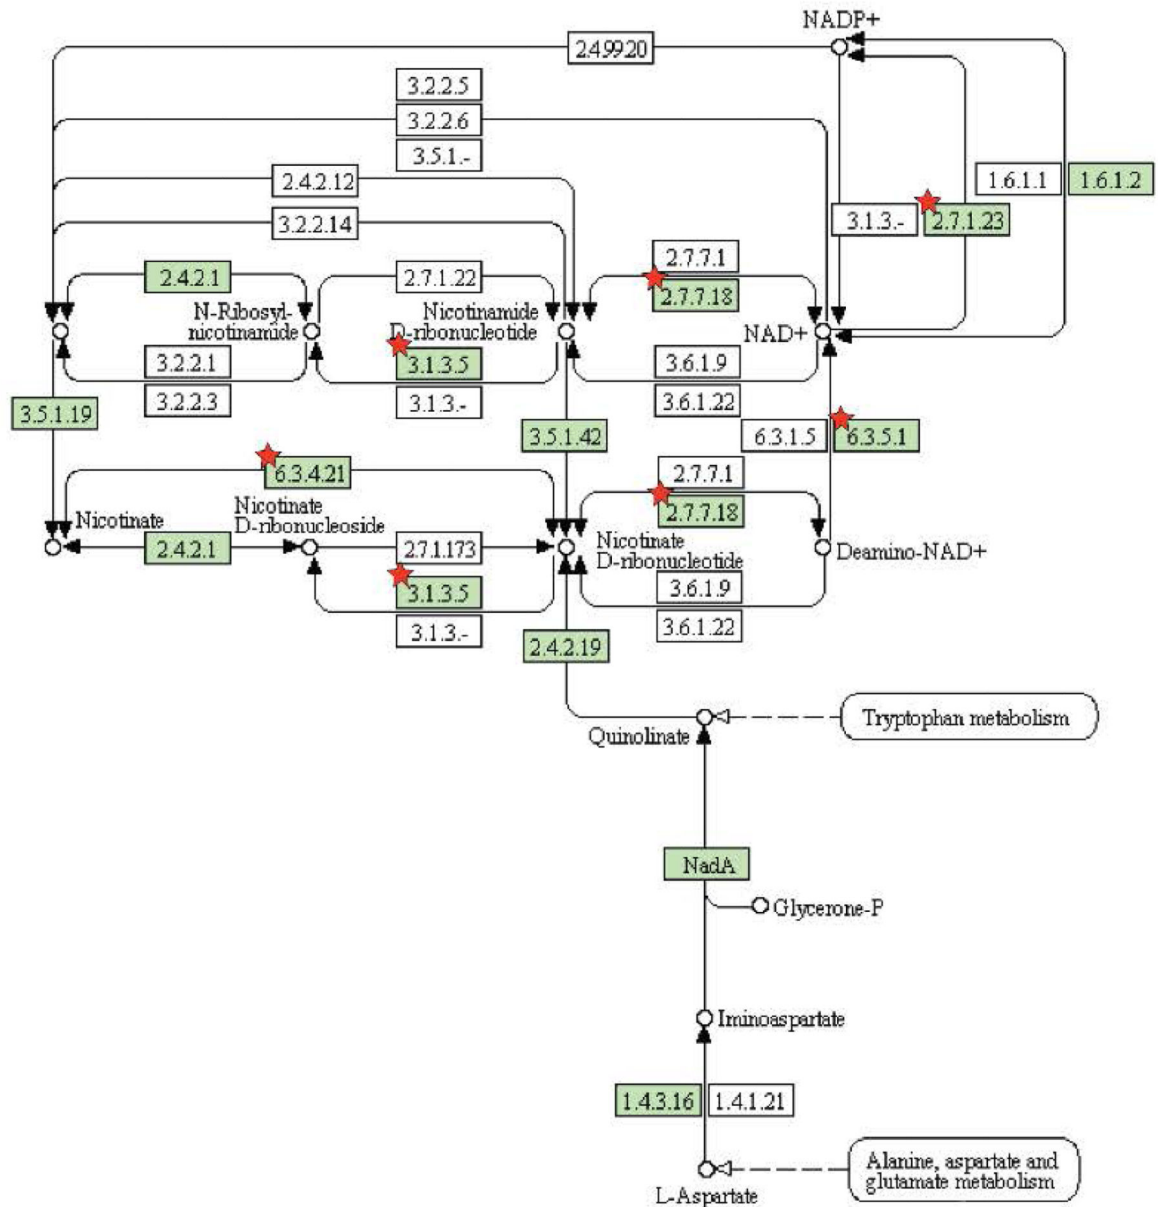 NADP+
2.4.99.20
3.2.2.5
3.2.2.6
3.5.1.-
2.4.2.12
1.6.1.1
1.6.1.2
3.2.2.14
3.1.3.-
2.7.1.23
2.4.2.1
2.7.1.22
2.7.7.1
2.7.7.18
N-Ribosyl-
nicotinamide
Nicotinamide
D-ribonucleotide
NAD+
3.2.2.1
3.2.2.3
3.1.3.5
3.1.3.-
3.6.1.9
3.6.1.22
3.5.1.19
3.5.1.42
6.3.1.5
6.3.5.1
6.3.4.21
2.7.7.1
2.7.7.18
Nicotinate
Nicotinate
D-ribonucleoside
2.4.2.1
2.7.1.173
Nicotinate
D-ribonucleotide
Deamino-NAD+
3.1.3.5
3.1.3.-
3.6.1.9
3.6.1.22
2.4.2.19
Quinolinate
Tryptophan metabolism
NadA
Glycerone-P
Iminoaspartate
1.4.3.16
1.4.1.21
L-Aspartate
Alanine, aspartate and
glutamate metabolism